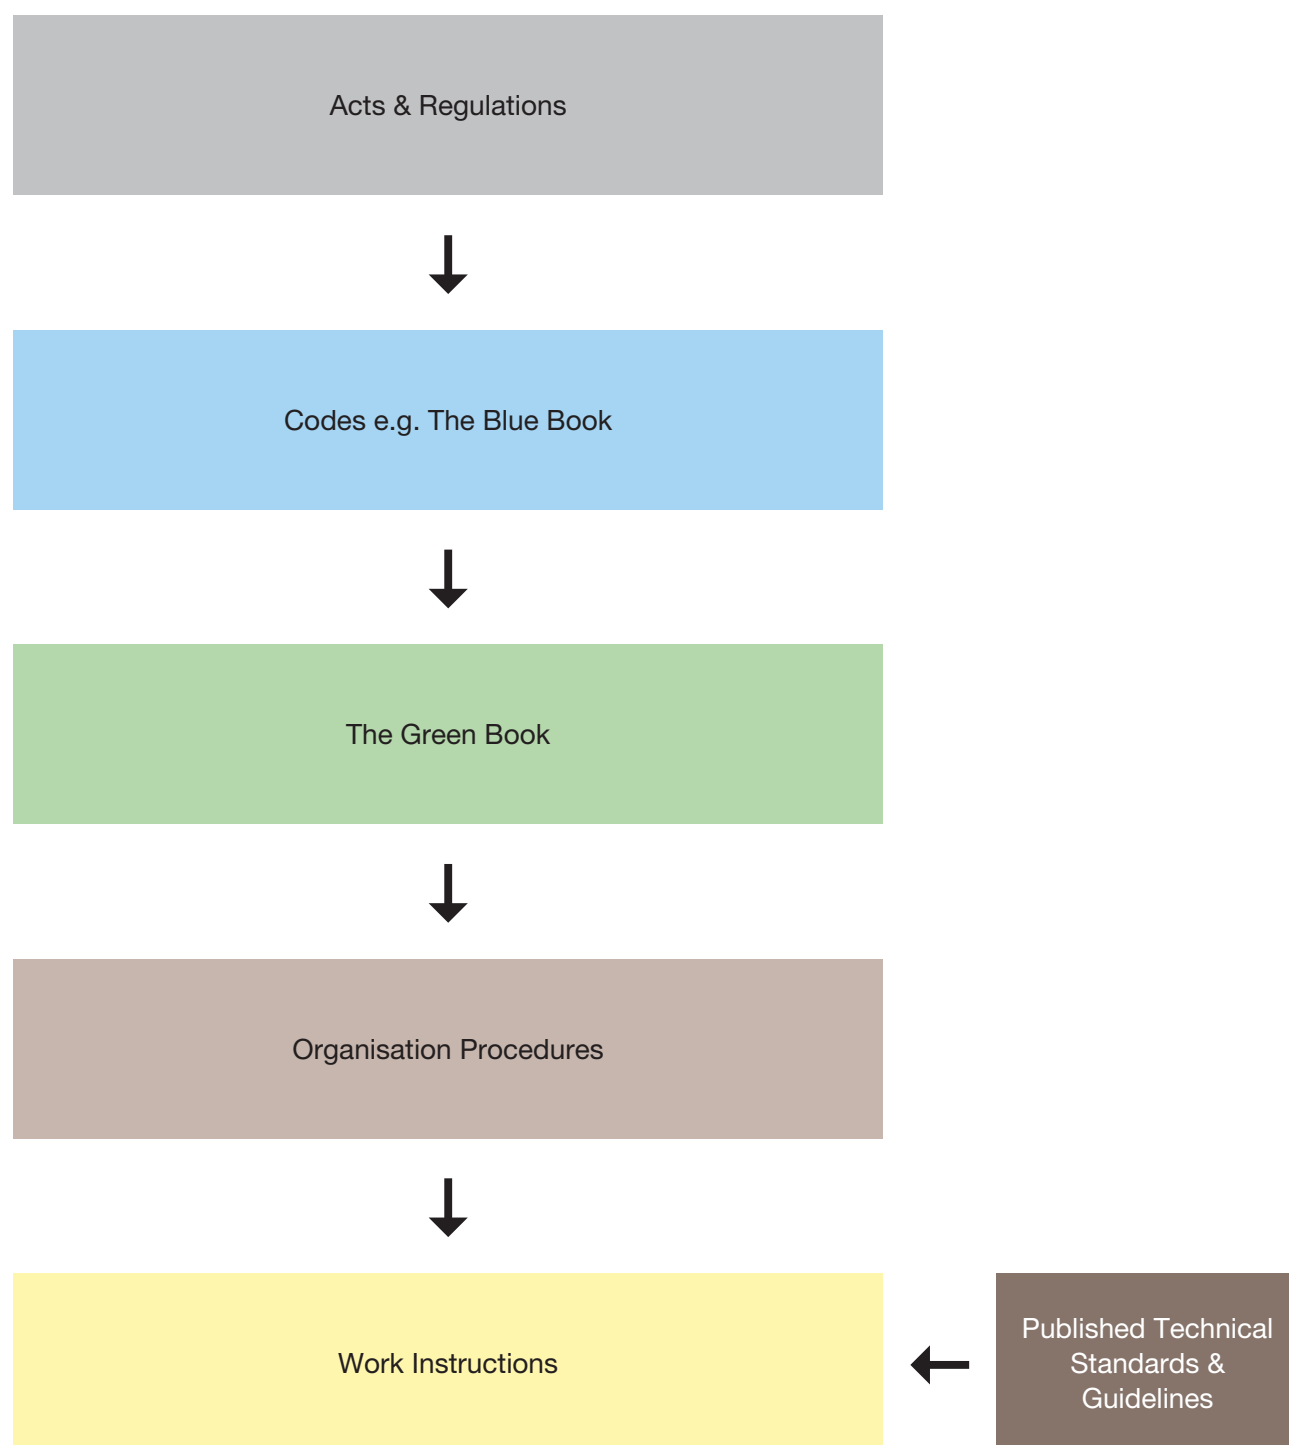 Acts & Regulations
Codes e.g. The Blue Book
The Green Book
Organisation Procedures
Work Instructions
Published Technical
Standards &
Guidelines